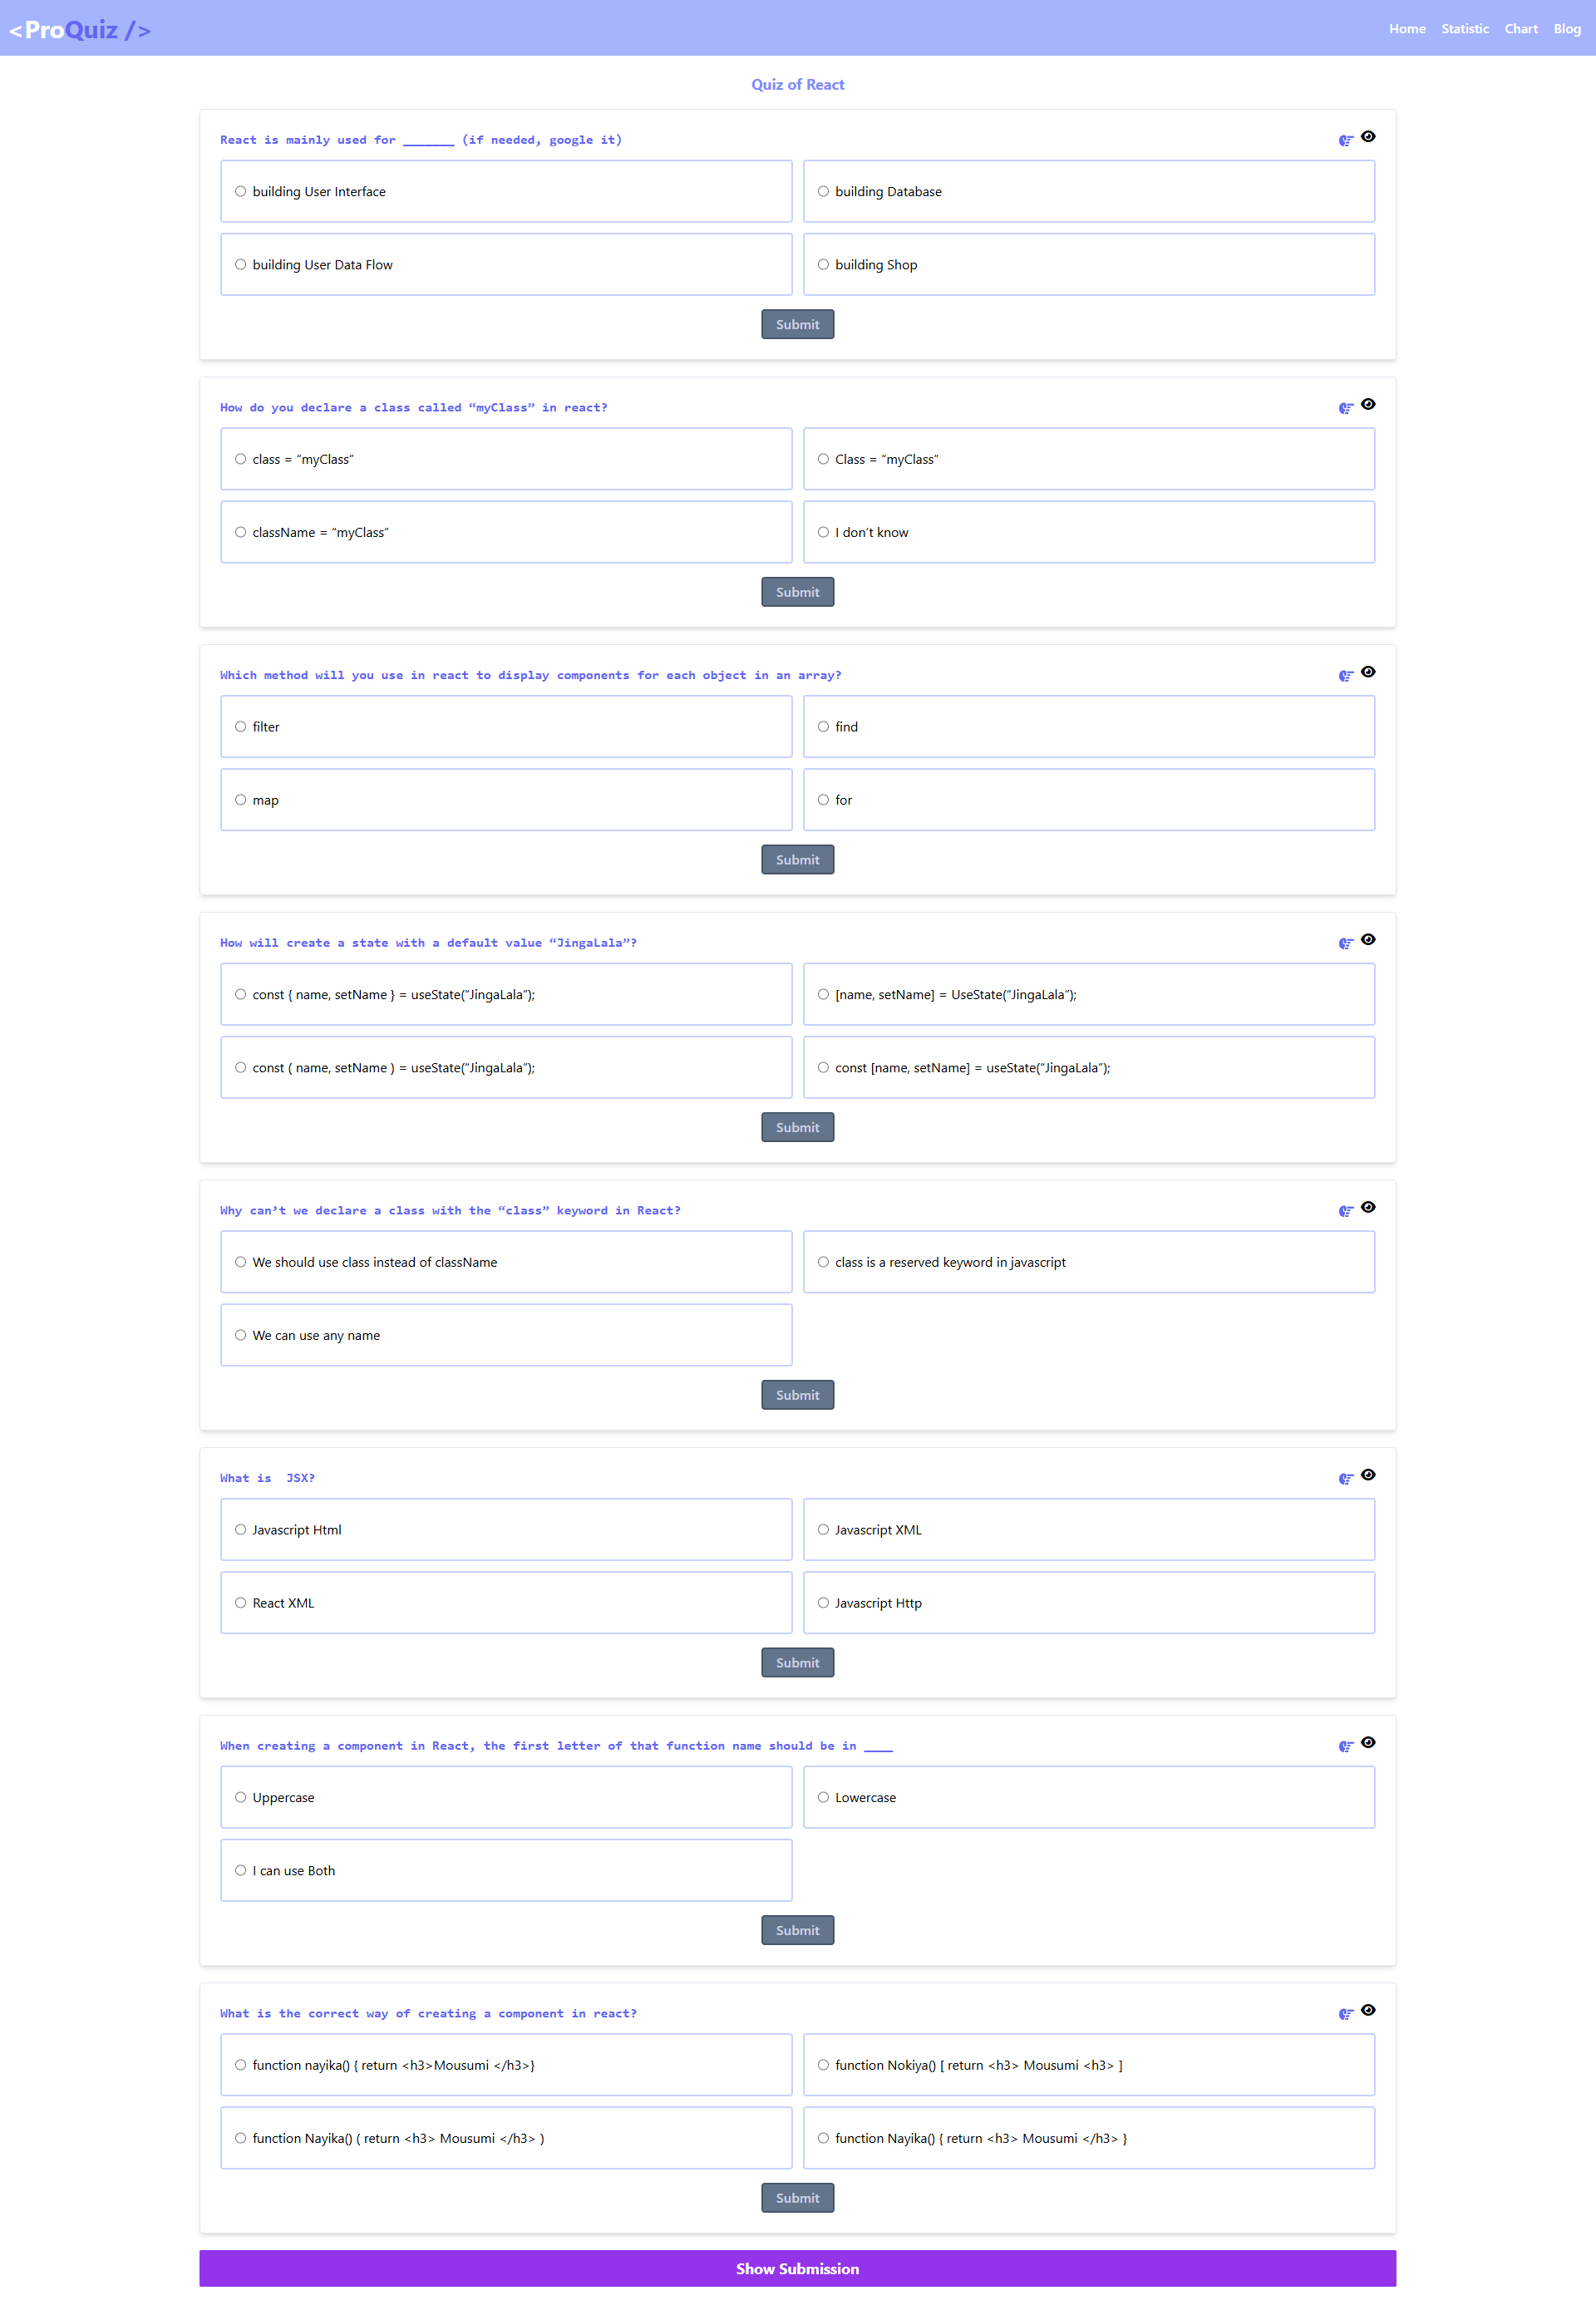 <ProQuiz />
Home Statistic Chart Blog
Quiz of React
React is mainly used for _______ (if needed, google it)
building User Interface
building Database
building User Data Flow
building Shop
Submit
How do you declare a class called “myClass” in react?
class = “myClass”
Class = “myClass”
className = “myClass”
I don’t know
Submit
Which method will you use in react to display components for each object in an array?
filter
find
map
for
Submit
How will create a state with a default value “JingaLala”?
const { name, setName } = useState(“JingaLala”);
[name, setName] = UseState(“JingaLala”);
const ( name, setName ) = useState(“JingaLala”);
const [name, setName] = useState(“JingaLala”);
Submit
Why can’t we declare a class with the “class” keyword in React?
We should use class instead of className
class is a reserved keyword in javascript
We can use any name
Submit
What is  JSX?
Javascript Html
Javascript XML
React XML
Javascript Http
Submit
When creating a component in React, the first letter of that function name should be in ____
Uppercase
Lowercase
I can use Both
Submit
What is the correct way of creating a component in react?
function nayika() { return <h3>Mousumi </h3>}
function Nokiya() [ return <h3> Mousumi <h3> ]
function Nayika() ( return <h3> Mousumi </h3> )
function Nayika() { return <h3> Mousumi </h3> }
Submit
Show Submission